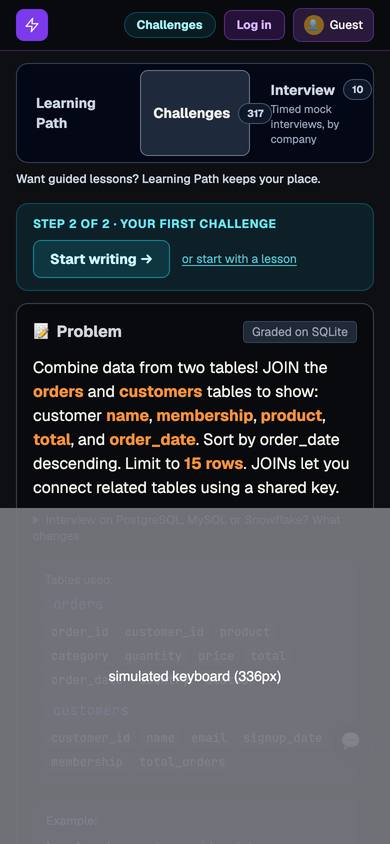 Challenges
Log in
Guest
Learning
Path
Challenges
317
Interview
10
Timed mock
interviews, by
company
Want guided lessons? Learning Path keeps your place.
STEP 2 OF 2 · YOUR FIRST CHALLENGE
Start writing →
or start with a lesson
Problem
Graded on SQLite
Combine data from two tables! JOIN the
orders and customers tables to show:
customer name, membership, product,
total, and order_date. Sort by order_date
descending. Limit to 15 rows. JOINs let you
connect related tables using a shared key.
▶ Interview on PostgreSQL, MySQL or Snowflake? What
changes
Tables used:
orders
order_id customer_id product
category quantity price total
simulated keyboard (336px)
customers
customer_id name email signup_date
membership total_orders
Example: